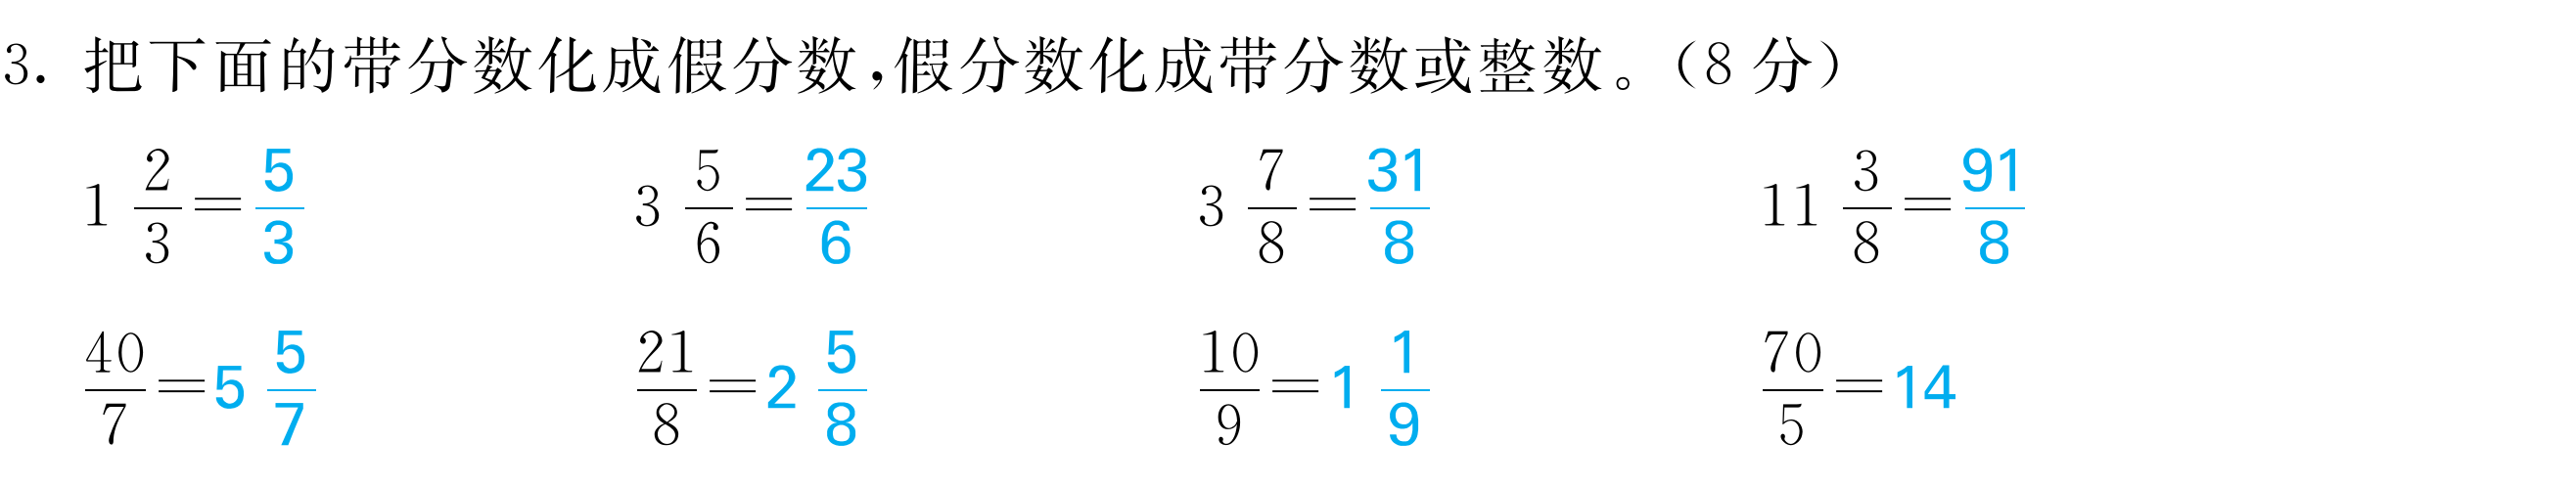 3. 把下面的带分数化成假分数,假分数化成带分数或整数。(8 分)
1 2/3 = 5/3 3 5/6 = 23/6 3 7/8 = 31/8 11 3/8 = 91/8
40/7 = 5 5/7 21/8 = 2 5/8 10/9 = 1 1/9 70/5 = 14